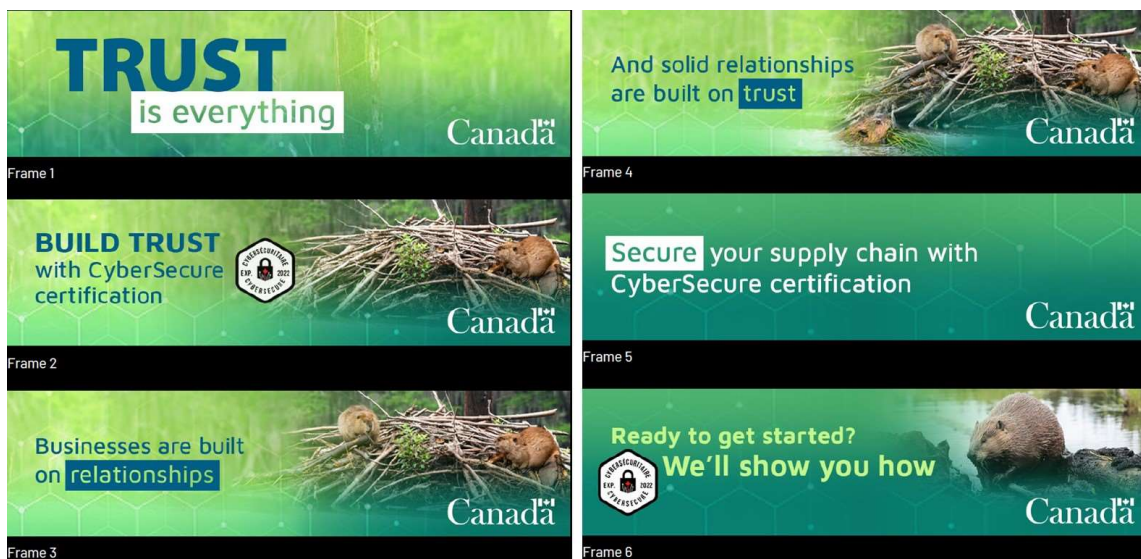 TRUST
is everything
Canada
Frame 1
BUILD TRUST
with CyberSecure
certification
CYBERSÉCURITAIRE
EXP. 2022
CYBERSECURE
Canada
Frame 2
Businesses are built
on relationships
Canada
Frame 3
And solid relationships
are built on trust
Canada
Frame 4
Secure your supply chain with
CyberSecure certification
Canada
Frame 5
Ready to get started?
We'll show you how
CYBERSÉCURITAIRE
EXP. 2022
CYBERSECURE
Canada
Frame 6